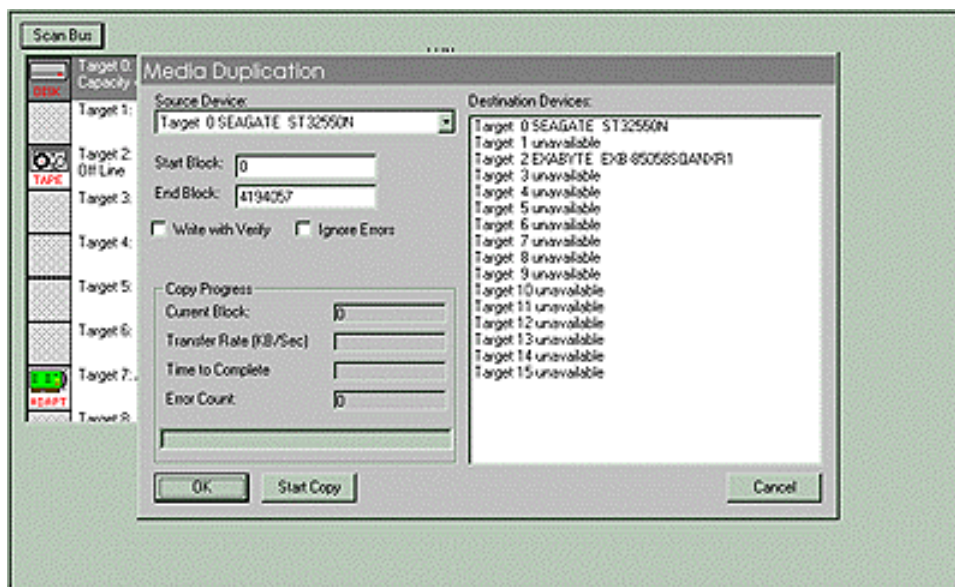 Scan Bus
Target 0:
Capacity
DISK
Target 1:
Target 2:
Off Line
TAPE
Target 3:
Target 4:
Target 5:
Target 6:
Target 7:
ADAPT
Target 8
Media Duplication
Source Device:
Target 0 SEAGATE ST32550N
Start Block:
0
End Block:
4194057
Write with Verify
Ignore Errors
Copy Progress
Current Block:
0
Transfer Rate (KB/Sec)
Time to Complete
Error Count:
0
OK
Start Copy
Destination Devices:
Target 0 SEAGATE ST32550N
Target 1 unavailable
Target 2 EXABYTE EXB-85058SQANXR1
Target 3 unavailable
Target 4 unavailable
Target 5 unavailable
Target 6 unavailable
Target 7 unavailable
Target 8 unavailable
Target 9 unavailable
Target 10 unavailable
Target 11 unavailable
Target 12 unavailable
Target 13 unavailable
Target 14 unavailable
Target 15 unavailable
Cancel